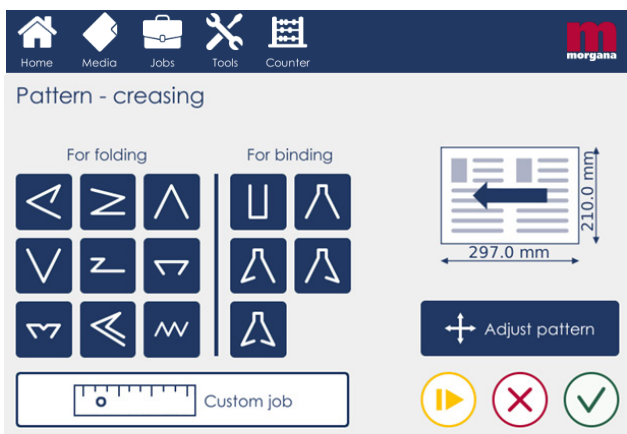 Home Media Jobs Tools Counter
morgana
Pattern - creasing
For folding For binding
210.0 mm
297.0 mm
Adjust pattern
Custom job